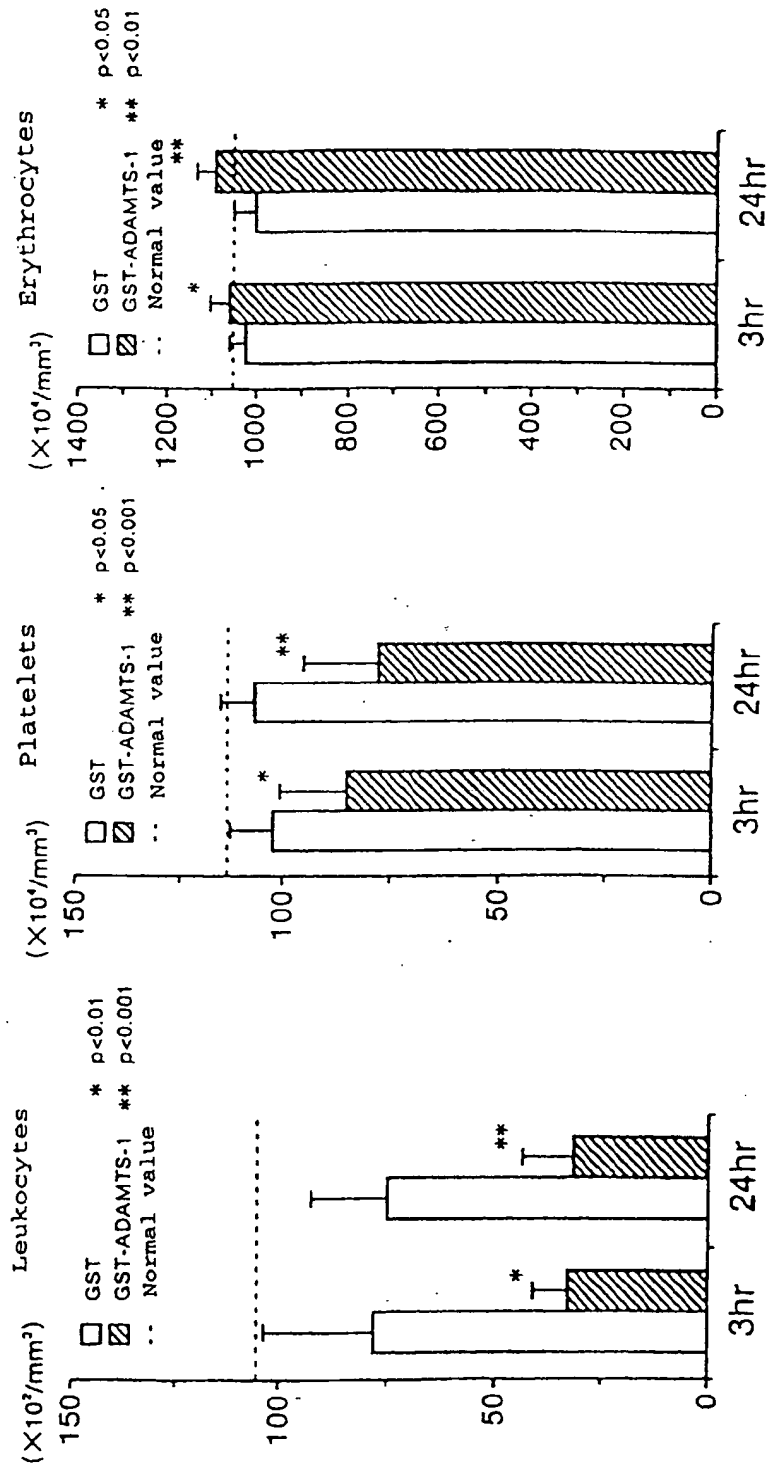 Leukocytes
(X10²/mm³)
GST
GST-ADAMTS-1
Normal value
* p<0.01
** p<0.001
150
100
50
0
*
**
3hr
24hr
Platelets
(X10⁴/mm³)
GST
GST-ADAMTS-1
Normal value
* p<0.05
** p<0.001
150
100
50
0
*
**
3hr
24hr
Erythrocytes
(X10⁴/mm³)
GST
GST-ADAMTS-1
Normal value
* p<0.05
** p<0.01
1400
1200
1000
800
600
400
200
0
*
**
3hr
24hr